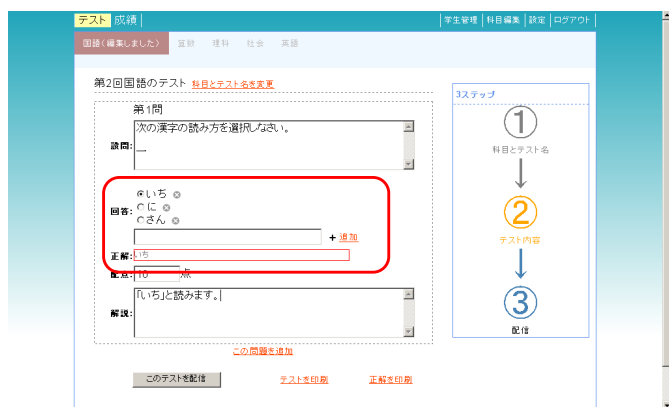 テスト 成績 | 学生管理 | 科目編集 | 設定 | ログアウト
国語(編集しました) 算数 理科 社会 英語
第2回国語のテスト 科目とテスト名を変更
第1問
設問: 次の漢字の読み方を選択しなさい。
一
回答: いち
に
さん
+ 追加
正解: いち
配点: 10 点
解説: 「いち」と読みます。
この問題を追加
このテストを配信 テストを印刷 正解を印刷
3ステップ
1
科目とテスト名
2
テスト内容
3
配信